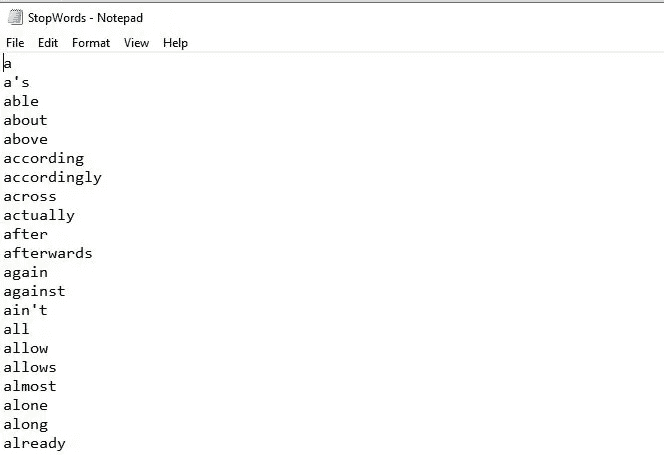 StopWords - Notepad
File Edit Format View Help
a
a's
able
about
above
according
accordingly
across
actually
after
afterwards
again
against
ain't
all
allow
allows
almost
alone
along
already